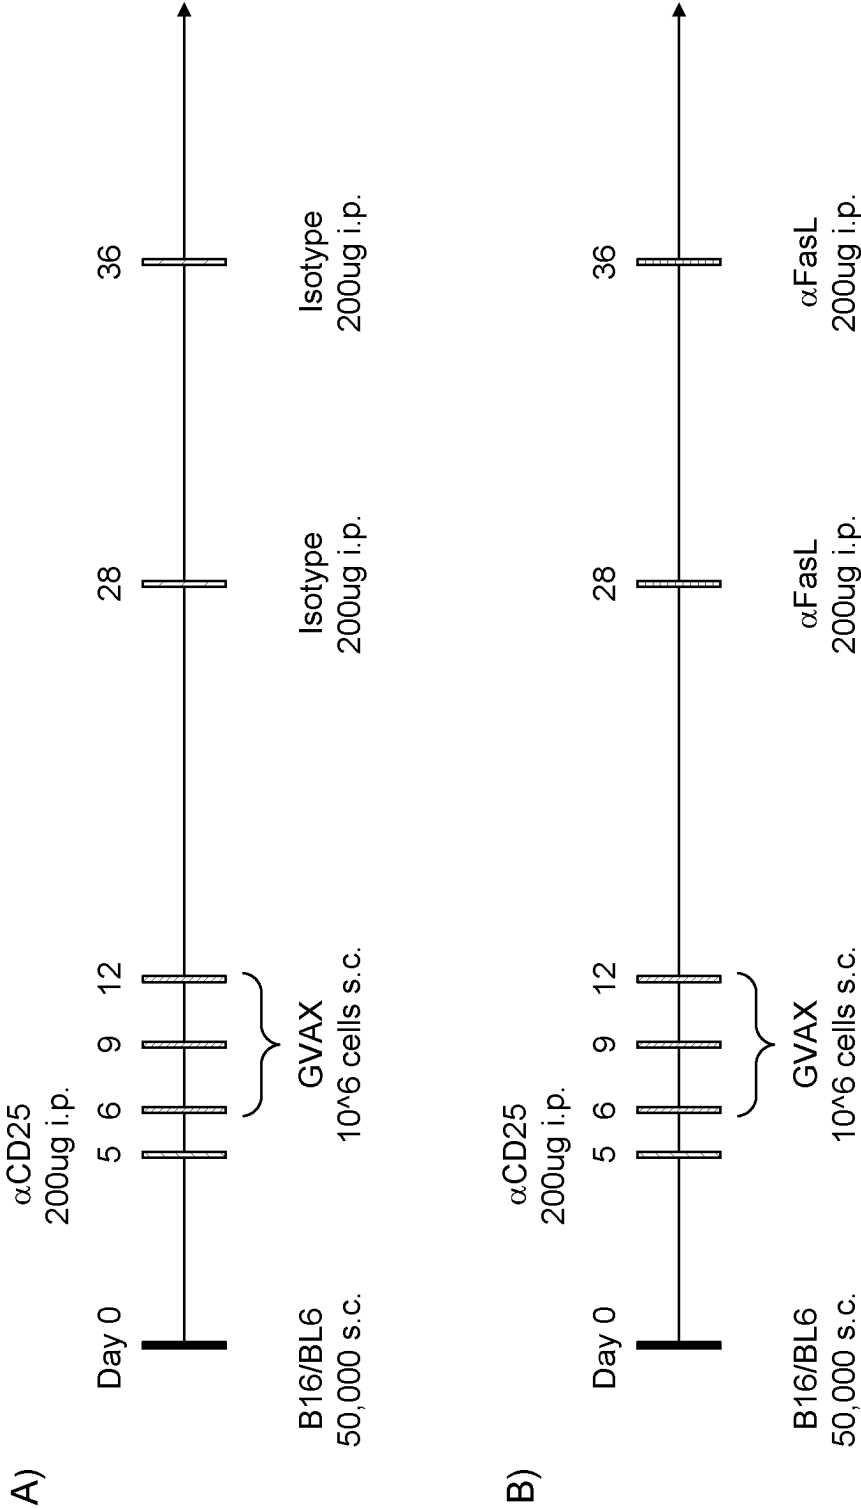 A)
αCD25
200ug i.p.
Day 0 5 6 9 12 28 36
B16/BL6
50,000 s.c.
GVAX
10^6 cells s.c.
Isotype
200ug i.p.
Isotype
200ug i.p.
B)
αCD25
200ug i.p.
Day 0 5 6 9 12 28 36
B16/BL6
50,000 s.c.
GVAX
10^6 cells s.c.
αFasL
200ug i.p.
αFasL
200ug i.p.